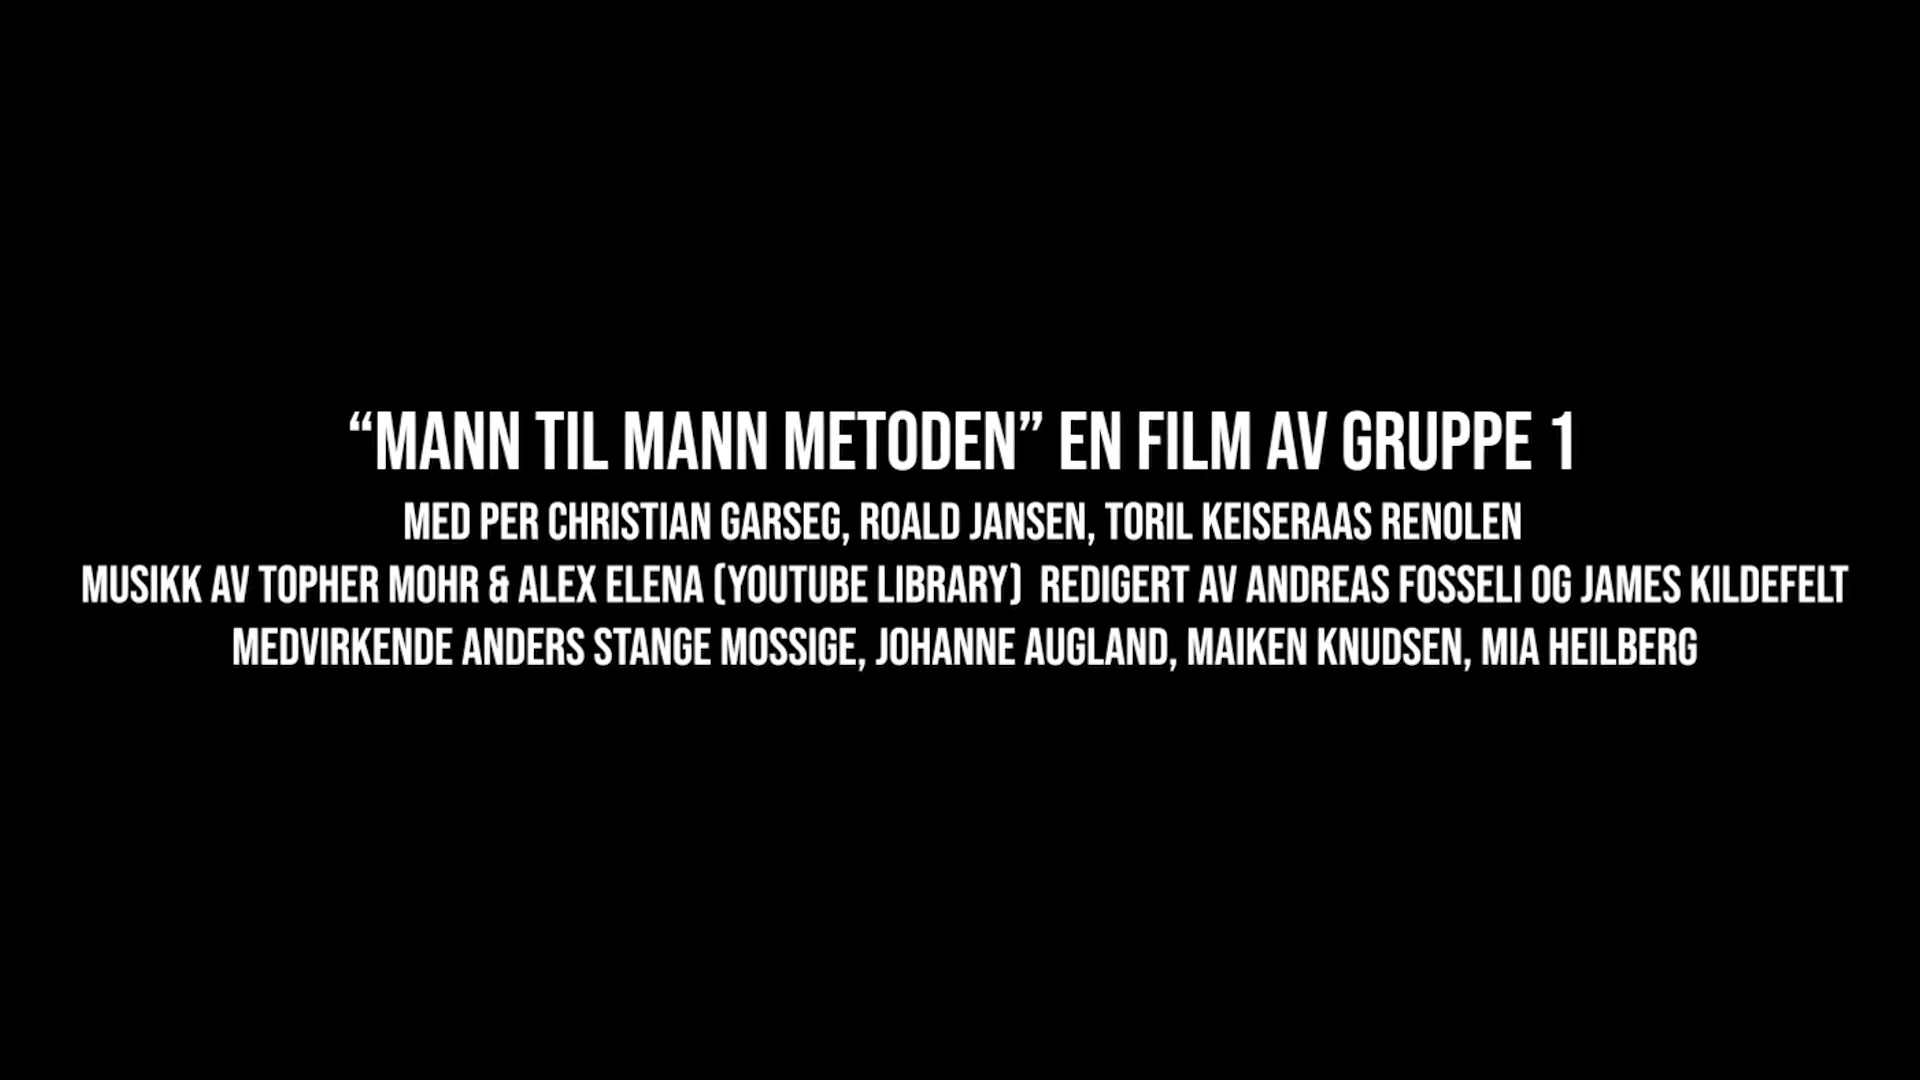 “MANN TIL MANN METODEN” EN FILM AV GRUPPE 1
MED PER CHRISTIAN GARSEG, ROALD JANSEN, TORIL KEISERAAS RENOLEN
MUSIKK AV TOPHER MOHR & ALEX ELENA (YOUTUBE LIBRARY) REDIGERT AV ANDREAS FOSSELI OG JAMES KILDEFELT
MEDVIRKENDE ANDERS STANGE MOSSIGE, JOHANNE AUGLAND, MAIKEN KNUDSEN, MIA HEILBERG